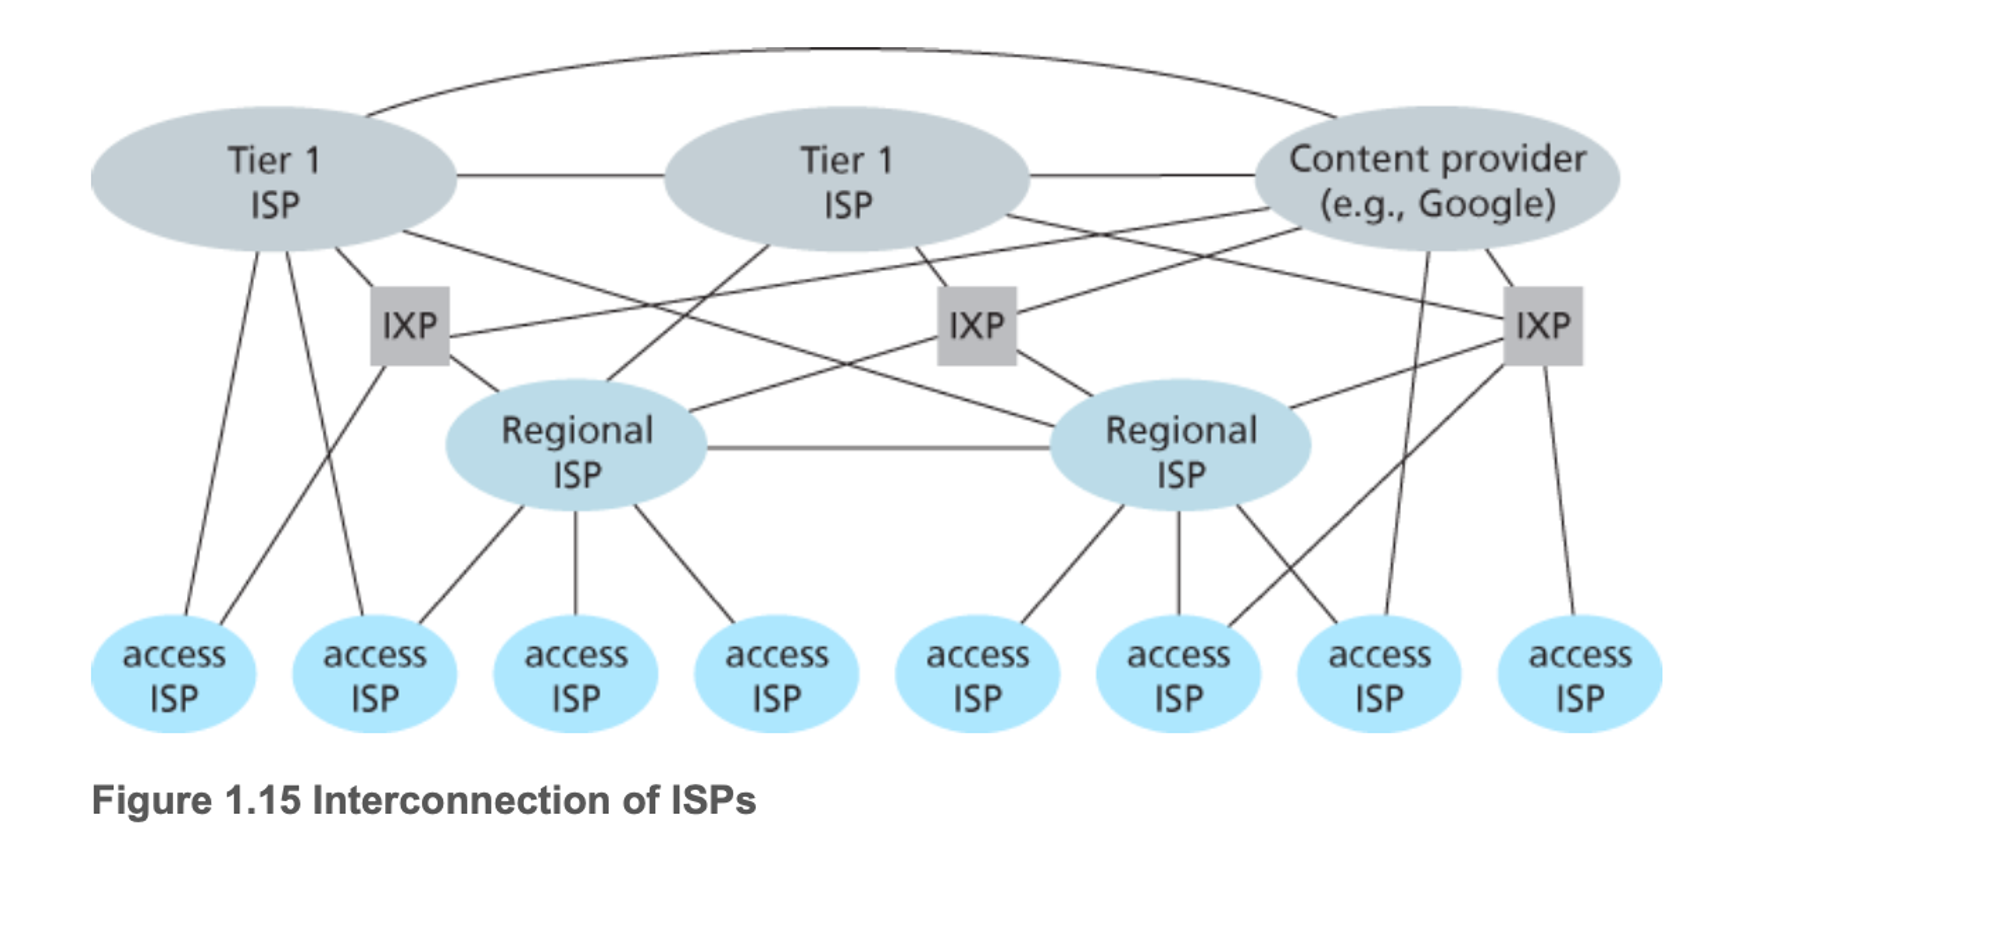 Tier 1
ISP
Tier 1
ISP
Content provider
(e.g., Google)
IXP
IXP
IXP
Regional
ISP
Regional
ISP
access
ISP
access
ISP
access
ISP
access
ISP
access
ISP
access
ISP
access
ISP
access
ISP
Figure 1.15 Interconnection of ISPs